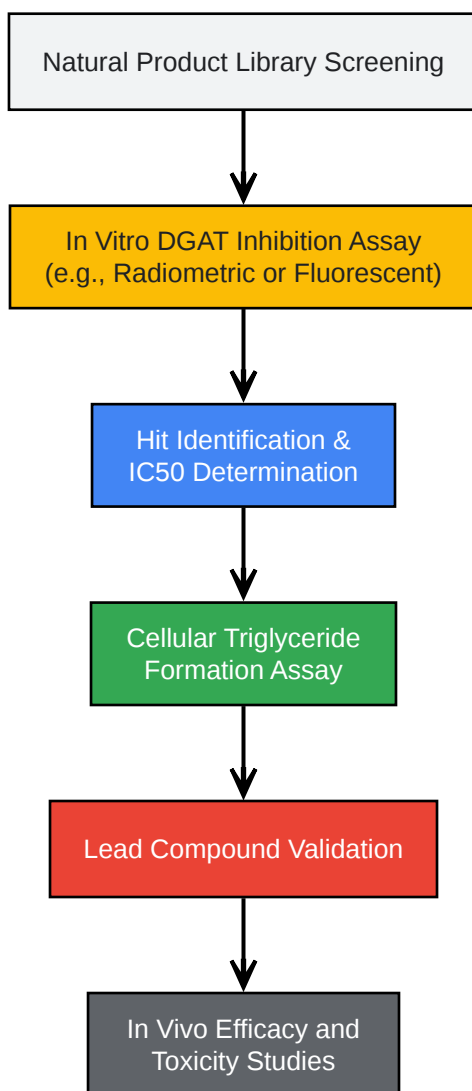 Natural Product Library Screening
In Vitro DGAT Inhibition Assay
(e.g., Radiometric or Fluorescent)
Hit Identification &
IC50 Determination
Cellular Triglyceride
Formation Assay
Lead Compound Validation
In Vivo Efficacy and
Toxicity Studies